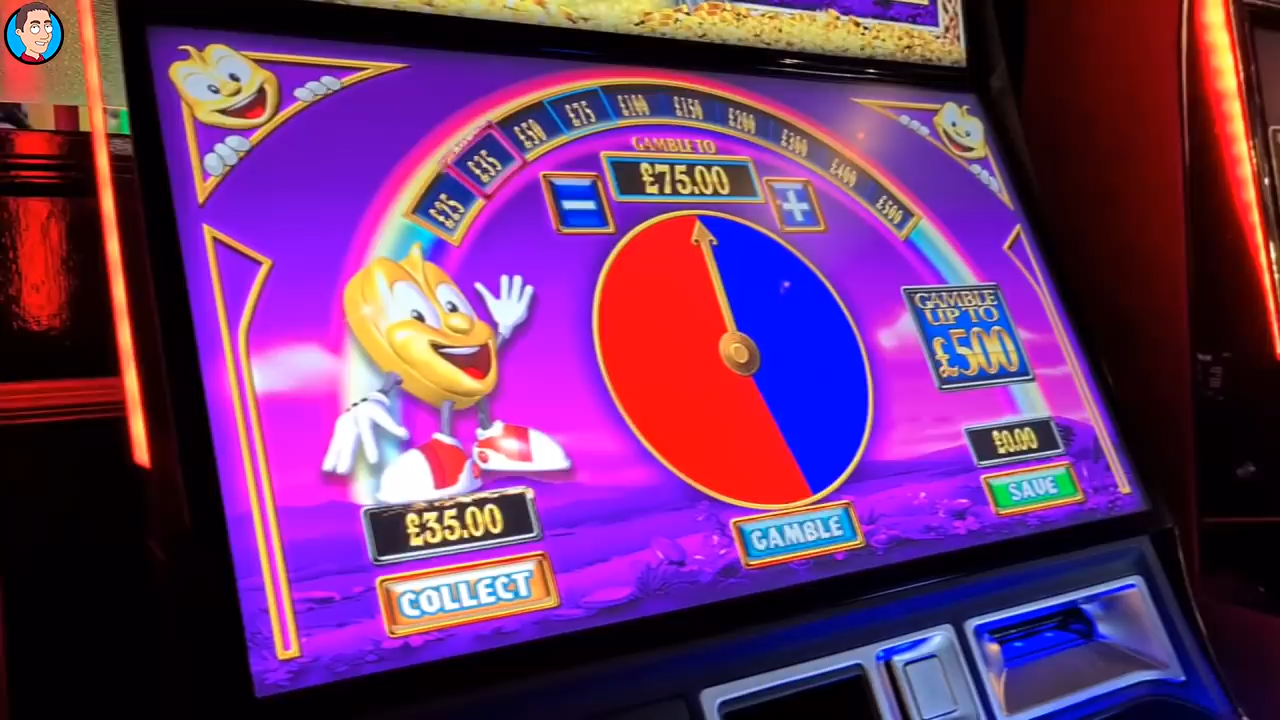 £25
£35
£50
£75
£100
£150
£200
£300
£400
£500
GAMBLE TO
£75.00
−
+
GAMBLE
UP TO
£500
£0.00
SAVE
£35.00
COLLECT
GAMBLE